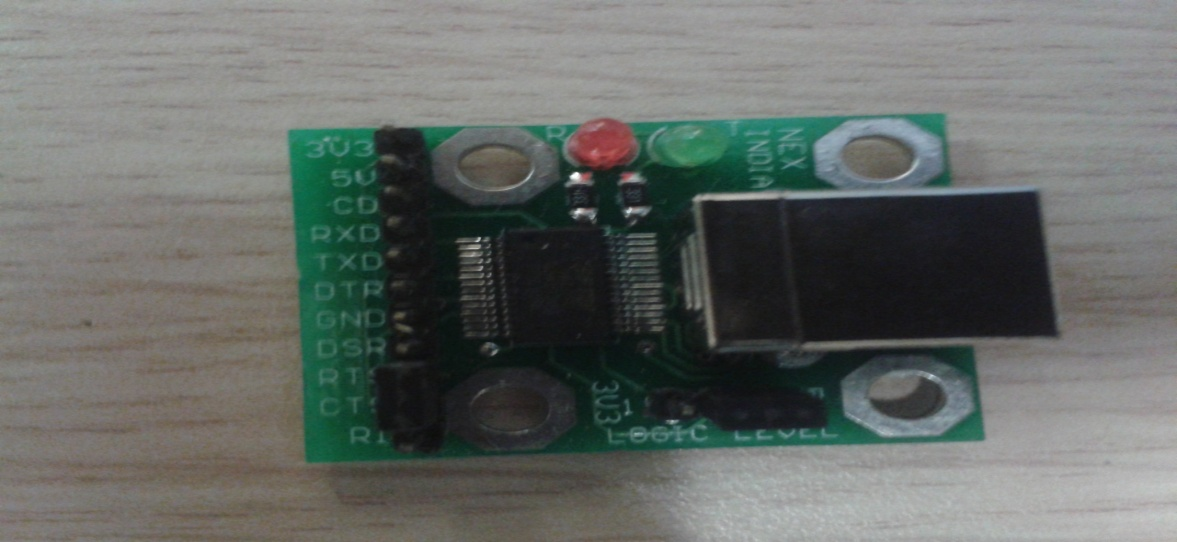 3V3
5V
CD
RXD
TXD
DTR
GND
DSR
RTS
CTS
RI
R
T
NEX
INDIA
3V3
LOGIC LEVEL